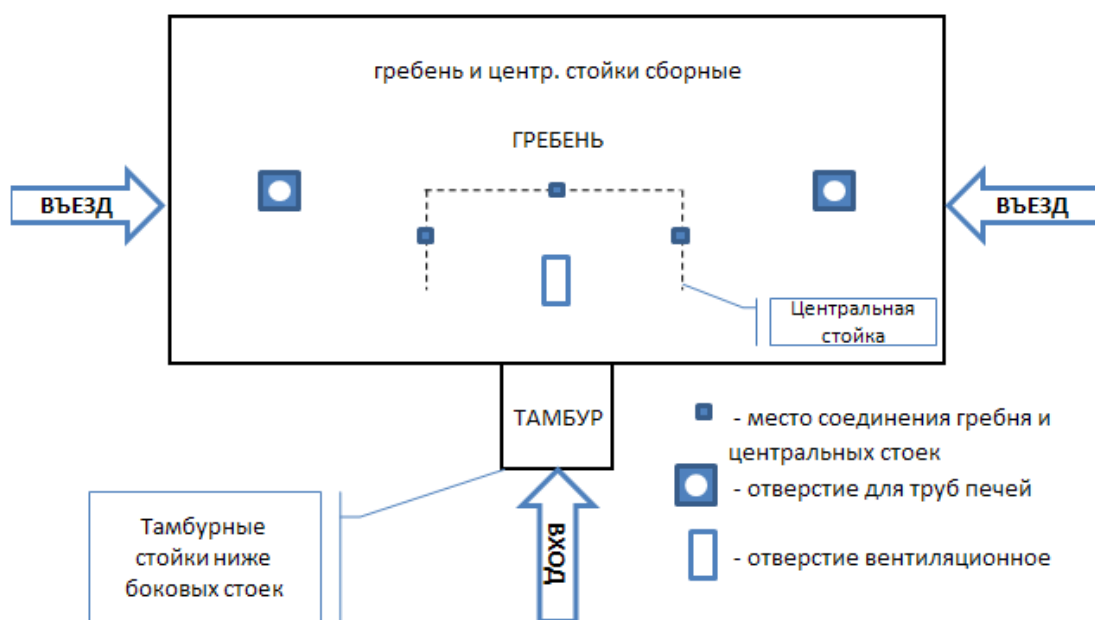 гребень и центр. стойки сборные
ГРЕБЕНЬ
ВЪЕЗД
ВЪЕЗД
Центральная
стойка
ТАМБУР
- место соединения гребня и
центральных стоек
- отверстие для труб печей
- отверстие вентиляционное
Тамбурные
стойки ниже
боковых стоек
ВХОД